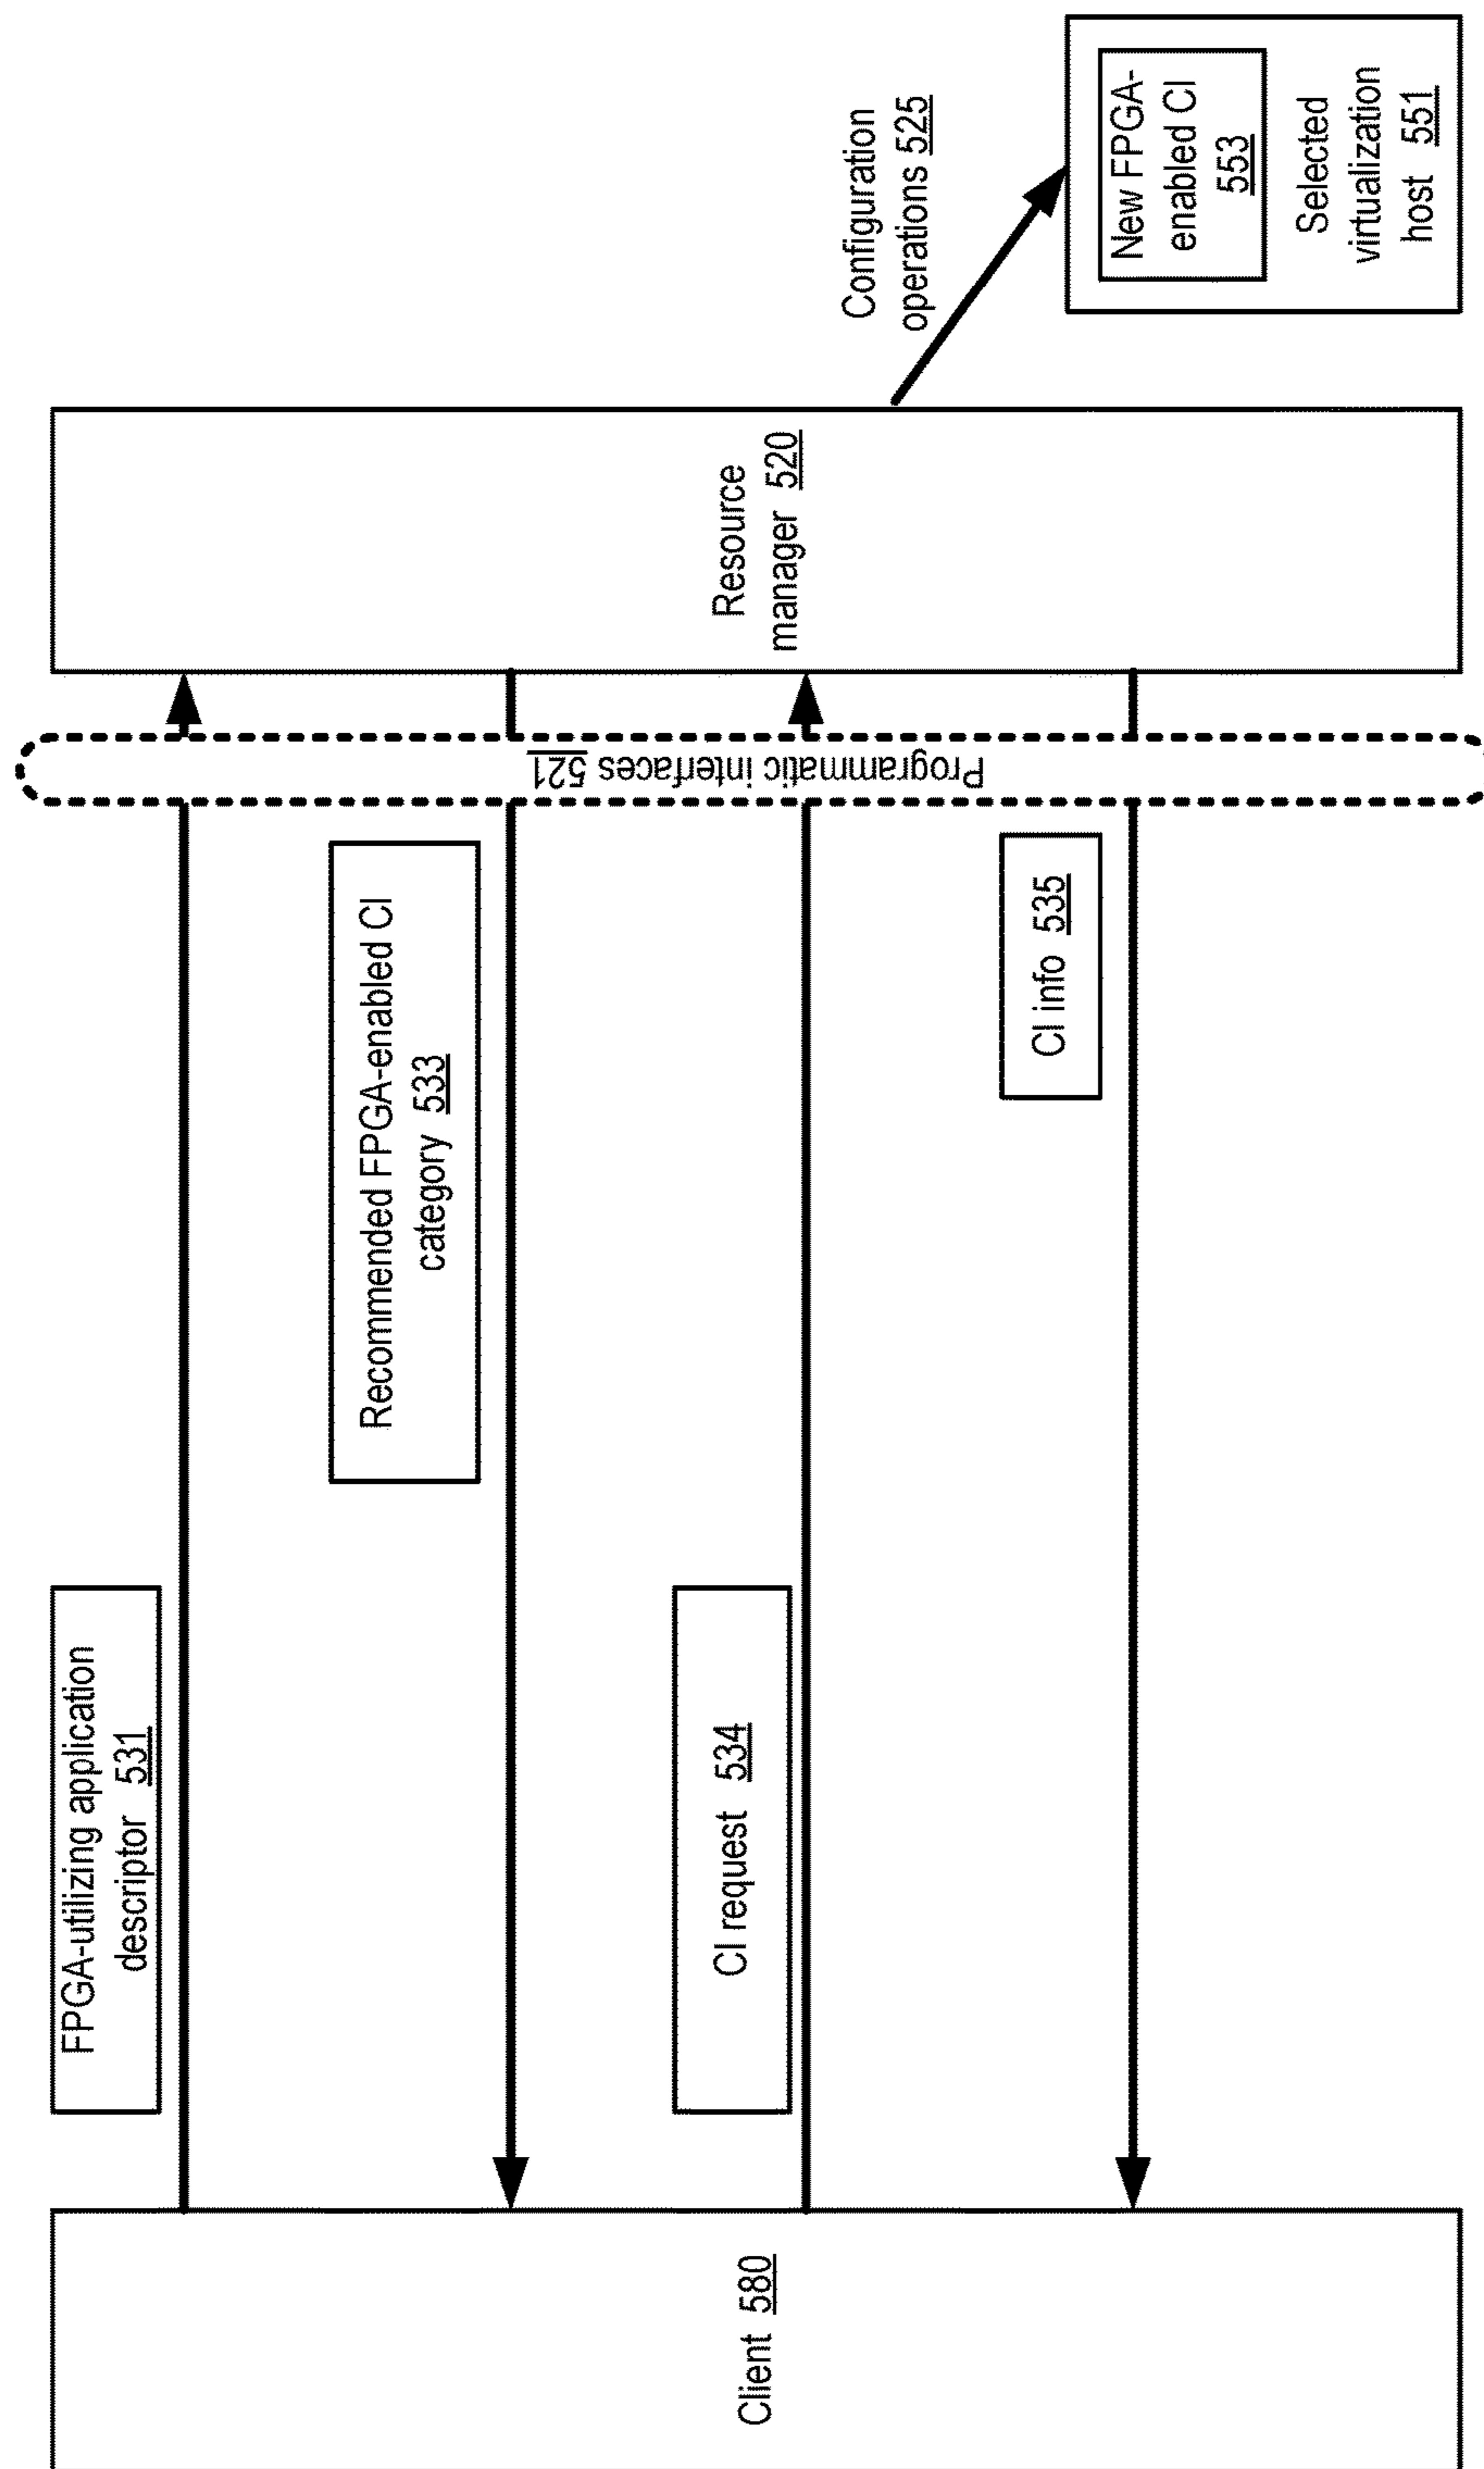 FPGA-utilizing application
descriptor 531
Recommended FPGA-enabled CI
category 533
CI request 534
CI info 535
Client 580
Programmatic interfaces 521
Resource
manager 520
Configuration
operations 525
New FPGA-
enabled CI
553
Selected
virtualization
host 551